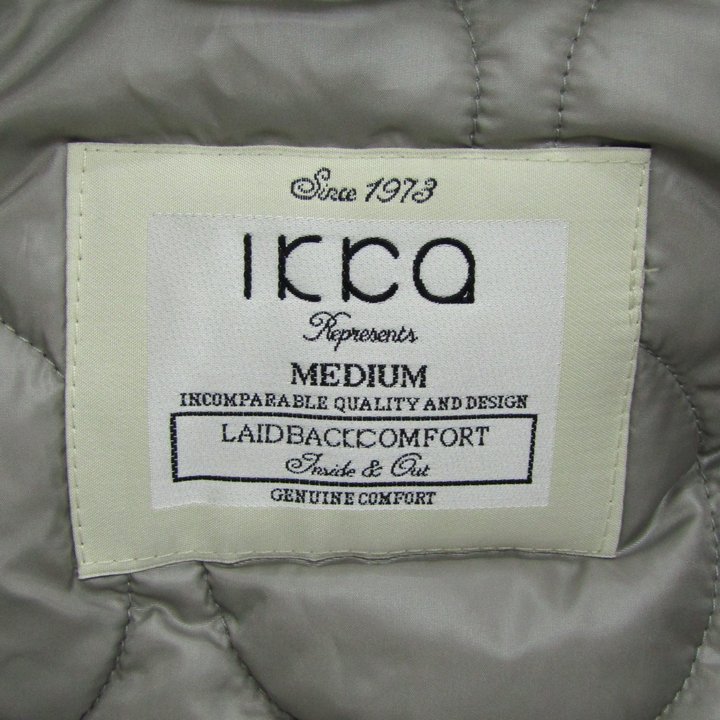 Since 1973
ikka
Represents
MEDIUM
INCOMPARABLE QUALITY AND DESIGN
LAIDBACKCOMFORT
Inside & Out
GENUINE COMFORT